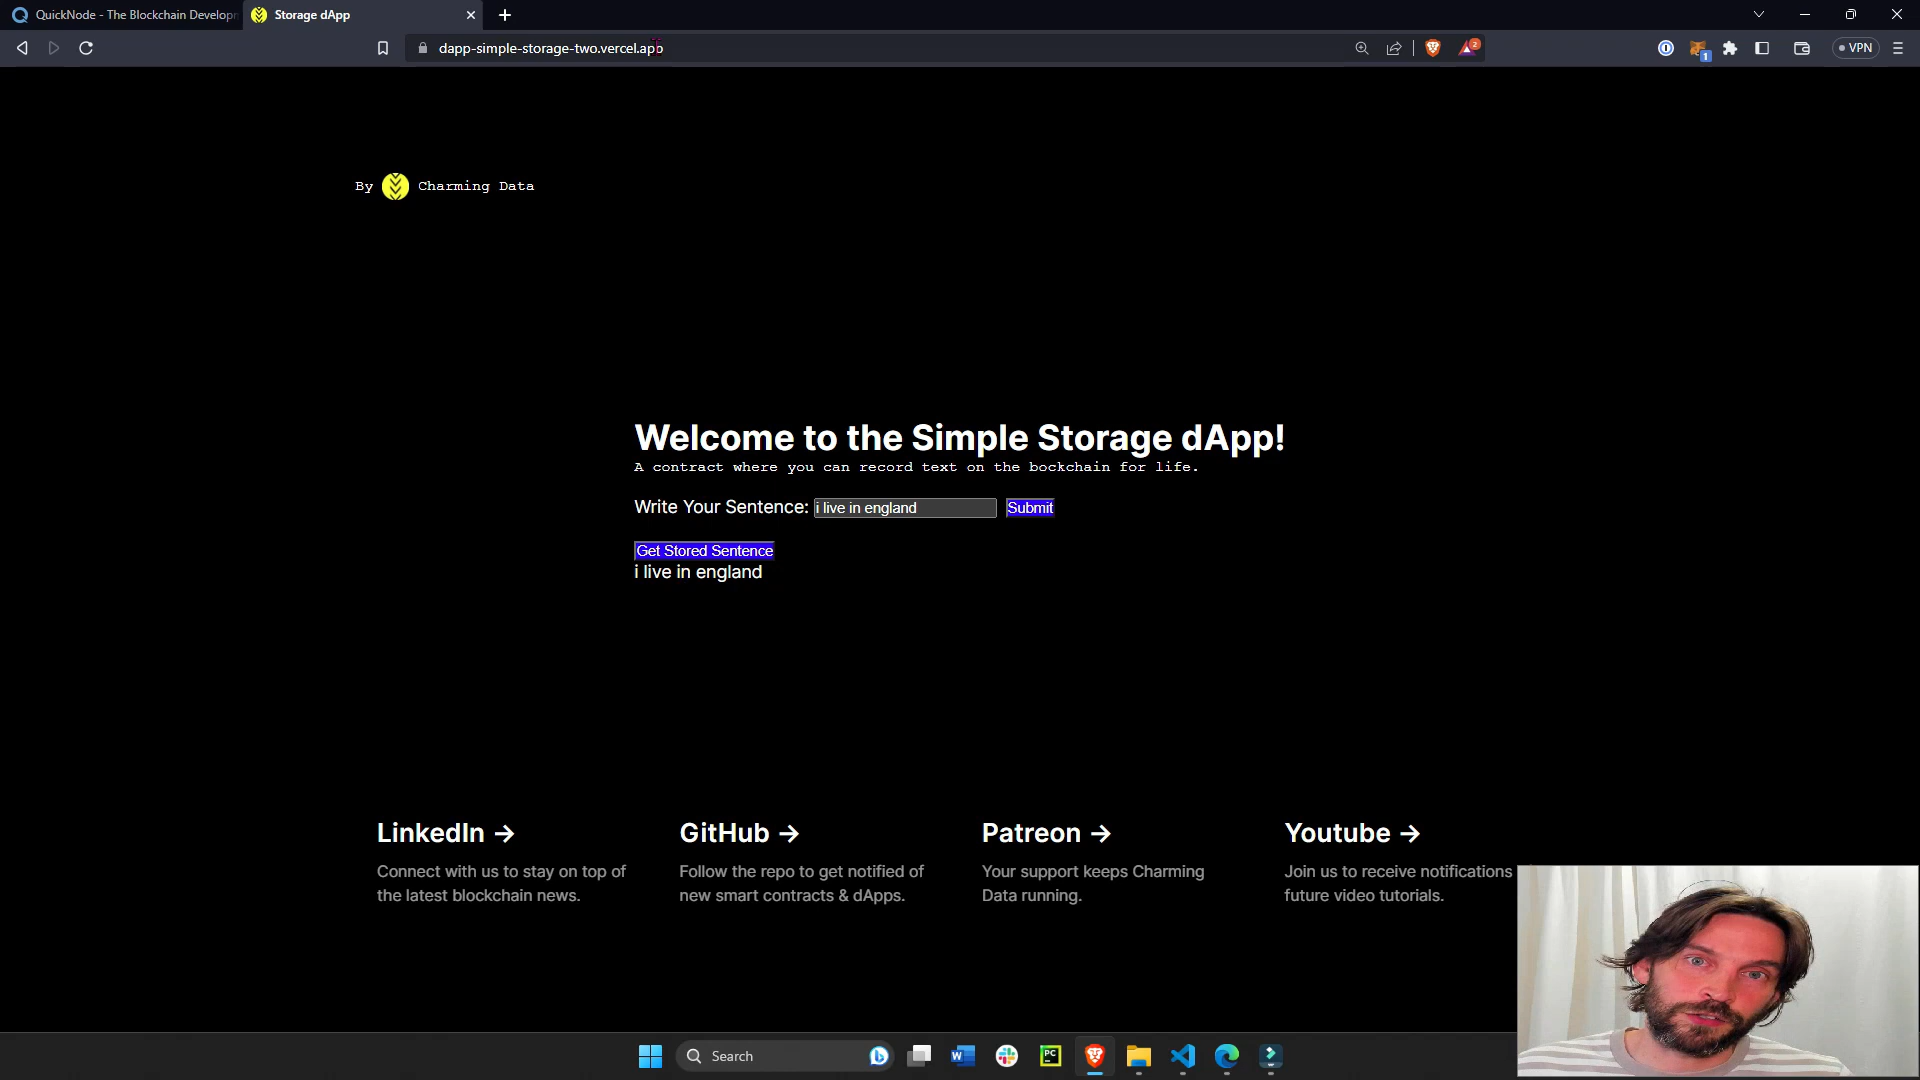 QuickNode - The Blockchain Develop
Storage dApp
dapp-simple-storage-two.vercel.app
2
1
VPN
By Charming Data
Welcome to the Simple Storage dApp!
A contract where you can record text on the bockchain for life.
Write Your Sentence: i live in england Submit
Get Stored Sentence
i live in england
LinkedIn →
Connect with us to stay on top of
the latest blockchain news.
GitHub →
Follow the repo to get notified of
new smart contracts & dApps.
Patreon →
Your support keeps Charming
Data running.
Youtube →
Join us to receive notifications
future video tutorials.
Search
W
PC